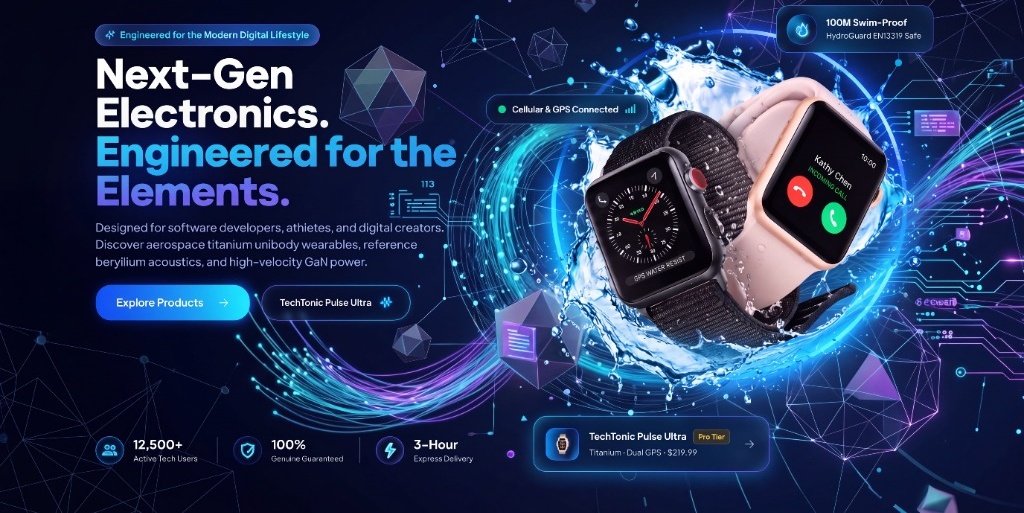 Engineered for the Modern Digital Lifestyle
Next-Gen
Electronics.
Engineered for the
Elements.
Designed for software developers, athletes, and digital creators.
Discover aerospace titanium unibody wearables, reference
beryllium acoustics, and high-velocity GaN power.
Explore Products →
TechTonic Pulse Ultra
12,500+
Active Tech Users
100%
Genuine Guaranteed
3-Hour
Express Delivery
113
Cellular & GPS Connected
100M Swim-Proof
HydroGuard EN13319 Safe
GPS WATER RESIST
10:00
Kathy Chen
INCOMING CALL
TechTonic Pulse Ultra
Pro Tier
Titanium · Dual GPS · $219.99
→